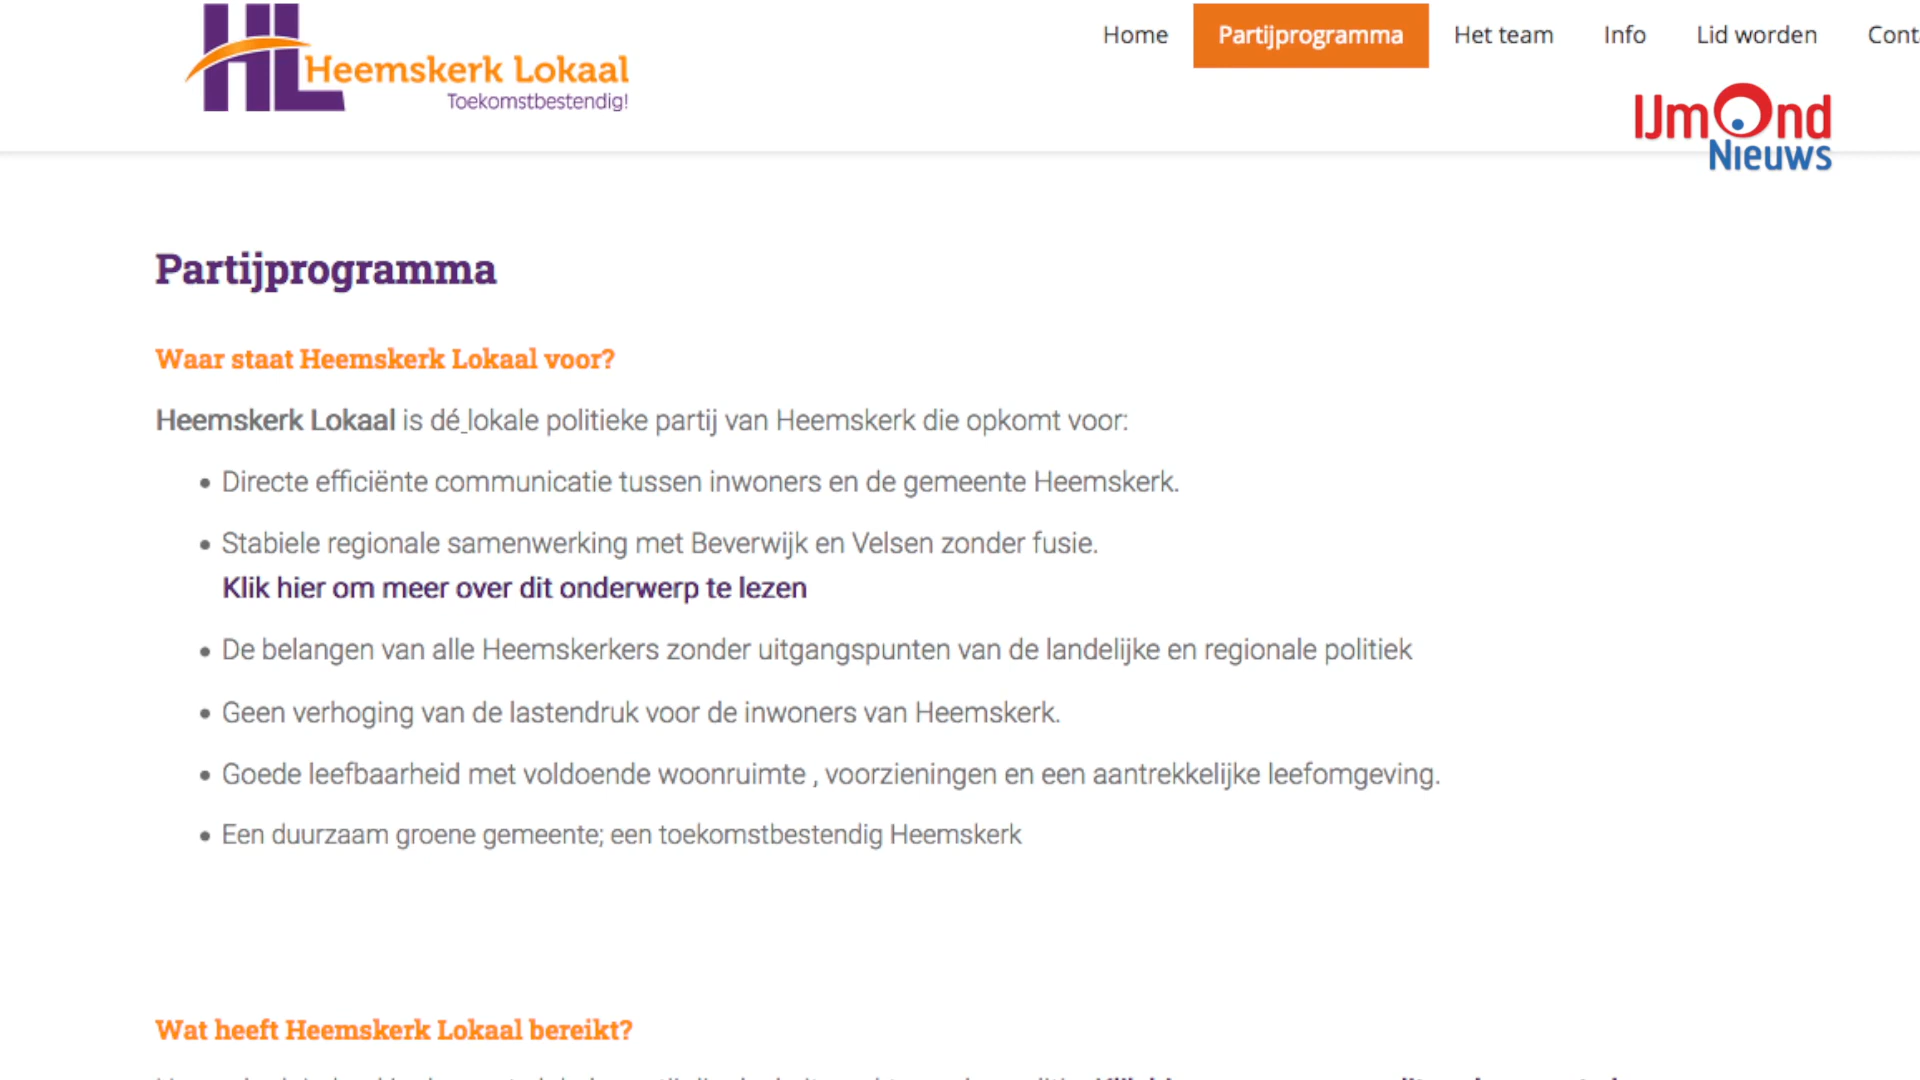 HL Heemskerk Lokaal
Toekomstbestendig!
Home Partijprogramma Het team Info Lid worden Cont
IJmond
Nieuws
Partijprogramma
Waar staat Heemskerk Lokaal voor?
Heemskerk Lokaal is dé lokale politieke partij van Heemskerk die opkomt voor:
• Directe efficiënte communicatie tussen inwoners en de gemeente Heemskerk.
• Stabiele regionale samenwerking met Beverwijk en Velsen zonder fusie.
Klik hier om meer over dit onderwerp te lezen
• De belangen van alle Heemskerkers zonder uitgangspunten van de landelijke en regionale politiek
• Geen verhoging van de lastendruk voor de inwoners van Heemskerk.
• Goede leefbaarheid met voldoende woonruimte , voorzieningen en een aantrekkelijke leefomgeving.
• Een duurzaam groene gemeente; een toekomstbestendig Heemskerk
Wat heeft Heemskerk Lokaal bereikt?